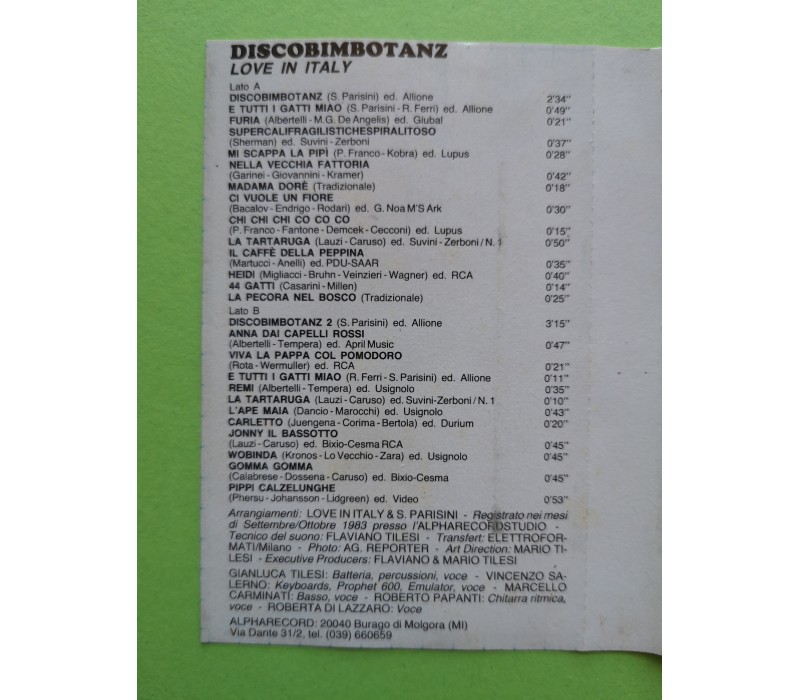 DISCOBIMBOTANZ
LOVE IN ITALY
Lato A
DISCOBIMBOTANZ (S. Parisini) ed. Allione 2'34"
E TUTTI I GATTI MIAO (S. Parisini - R. Ferri) ed. Allione 0'49"
FURIA (Albertelli - M.G. De Angelis) ed. Glubal 0'21"
SUPERCALIFRAGILISTICHESPIRALITOSO
(Sherman) ed. Suvini - Zerboni 0'37"
MI SCAPPA LA PIPÌ (P. Franco - Kobra) ed. Lupus 0'28"
NELLA VECCHIA FATTORIA
(Garinei - Giovannini - Kramer) 0'42"
MADAMA DORÈ (Tradizionale) 0'18"
CI VUOLE UN FIORE
(Bacalov - Endrigo - Rodari) ed. G. Noa M'S Ark 0'30"
CHI CHI CHI CO CO CO
(P. Franco - Fantone - Demcek - Cecconi) ed. Lupus 0'15"
LA TARTARUGA (Lauzi - Caruso) ed. Suvini - Zerboni / N. 1 0'50"
IL CAFFÈ DELLA PEPPINA
(Martucci - Anelli) ed. PDU-SAAR 0'35"
HEIDI (Migliacci - Bruhn - Veinzieri - Wagner) ed. RCA 0'40"
44 GATTI (Casarini - Millen) 0'14"
LA PECORA NEL BOSCO (Tradizionale) 0'25"
Lato B
DISCOBIMBOTANZ 2 (S. Parisini) ed. Allione 3'15"
ANNA DAI CAPELLI ROSSI
(Albertelli - Tempera) ed. April Music 0'47"
VIVA LA PAPPA COL POMODORO
(Rota - Wermuller) ed. RCA 0'21"
E TUTTI I GATTI MIAO (R. Ferri - S. Parisini) ed. Allione 0'11"
REMI (Albertelli - Tempera) ed. Usignolo 0'35"
LA TARTARUGA (Lauzi - Caruso) ed. Suvini-Zerboni / N. 1 0'10"
L'APE MAIA (Dancio - Marocchi) ed. Usignolo 0'43"
CARLETTO (Juengena - Corima - Bertola) ed. Durium 0'20"
JONNY IL BASSOTTO
(Lauzi - Caruso) ed. Bixio-Cesma RCA 0'45"
WOBINDA (Kronos - Lo Vecchio - Zara) ed. Usignolo 0'45"
GOMMA GOMMA
(Calabrese - Dossena - Caruso) ed. Bixio-Cesma 0'45"
PIPPI CALZELUNGHE
(Phersu - Johansson - Lidgreen) ed. Video 0'53"
Arrangiamenti: LOVE IN ITALY & S. PARISINI - Registrato nei mesi
di Settembre/Ottobre 1983 presso l'ALPHARECORDSTUDIO -
Tecnico del suono: FLAVIANO TILESI - Transfert: ELETTROFOR-
MATI/Milano - Photo: AG. REPORTER - Art Direction: MARIO TI-
LESI - Executive Producers: FLAVIANO & MARIO TILESI
GIANLUCA TILESI: Batteria, percussioni, voce - VINCENZO SA-
LERNO: Keyboards, Prophet 600, Emulator, voce - MARCELLO
CARMINATI: Basso, voce - ROBERTO PAPANTI: Chitarra ritmica,
voce - ROBERTA DI LAZZARO: Voce
ALPHARECORD: 20040 Burago di Molgora (MI)
Via Dante 31/2, tel. (039) 660659